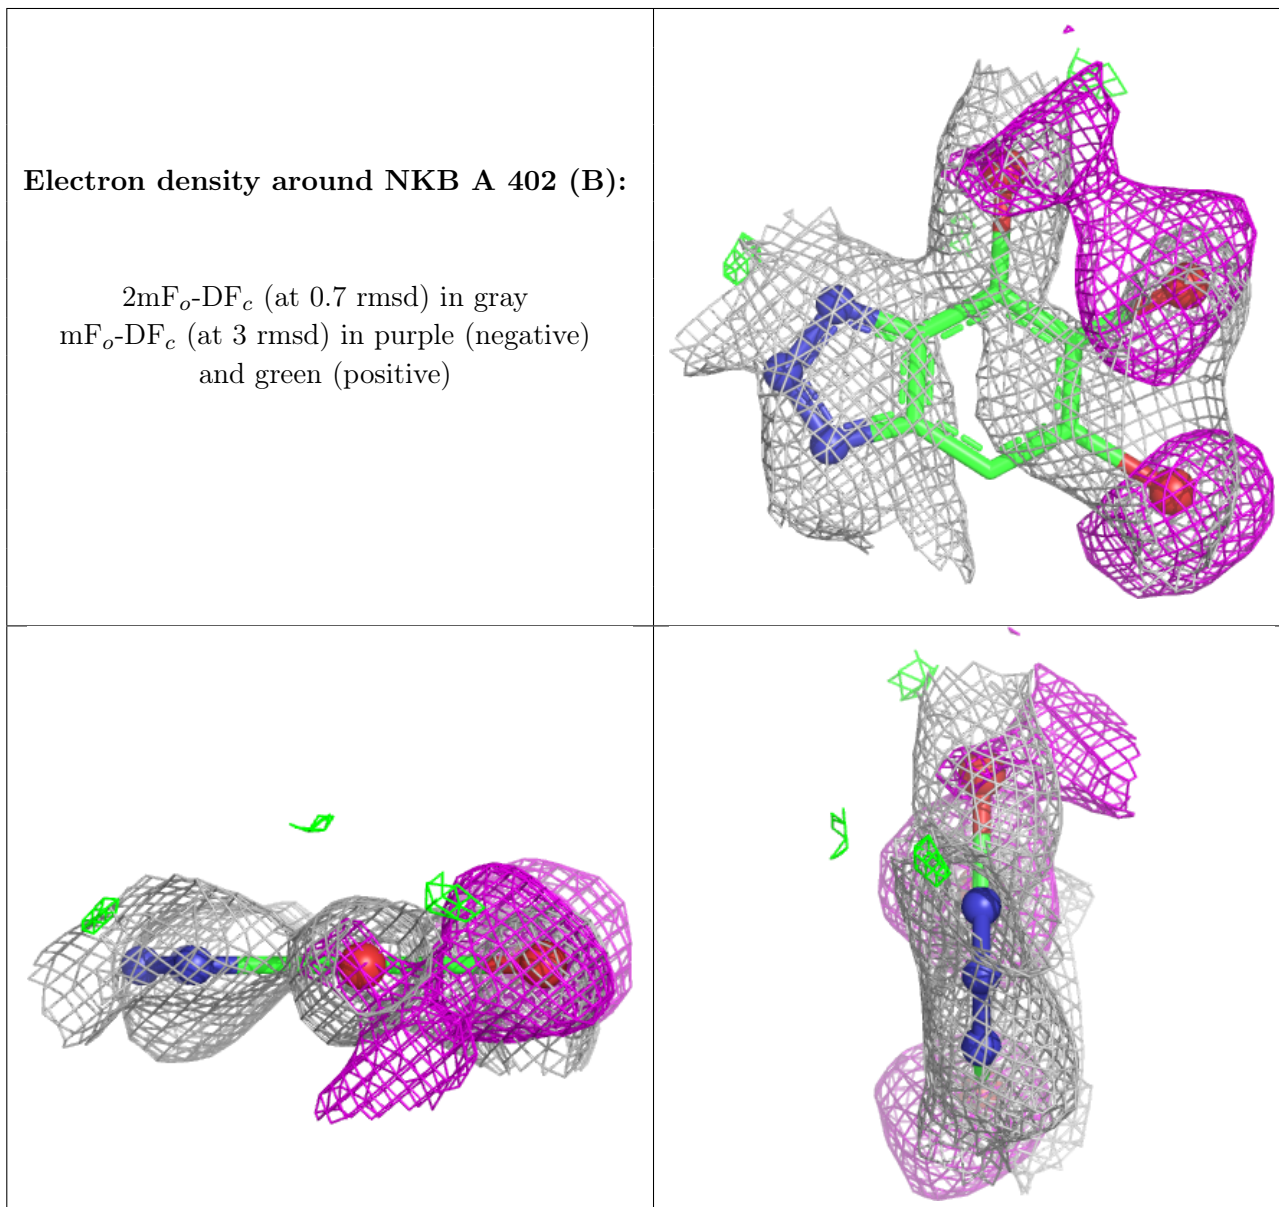 Electron density around NKB A 402 (B):
2mFo-DFc (at 0.7 rmsd) in gray
mFo-DFc (at 3 rmsd) in purple (negative)
and green (positive)